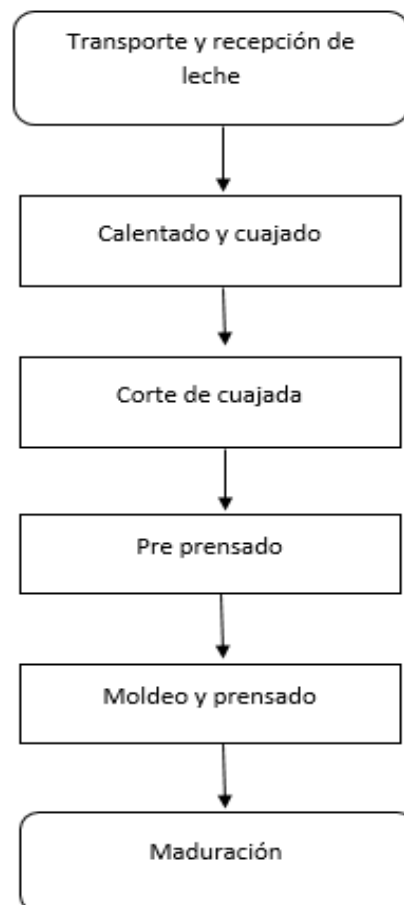 Transporte y recepción de
leche
Calentado y cuajado
Corte de cuajada
Pre prensado
Moldeo y prensado
Maduración